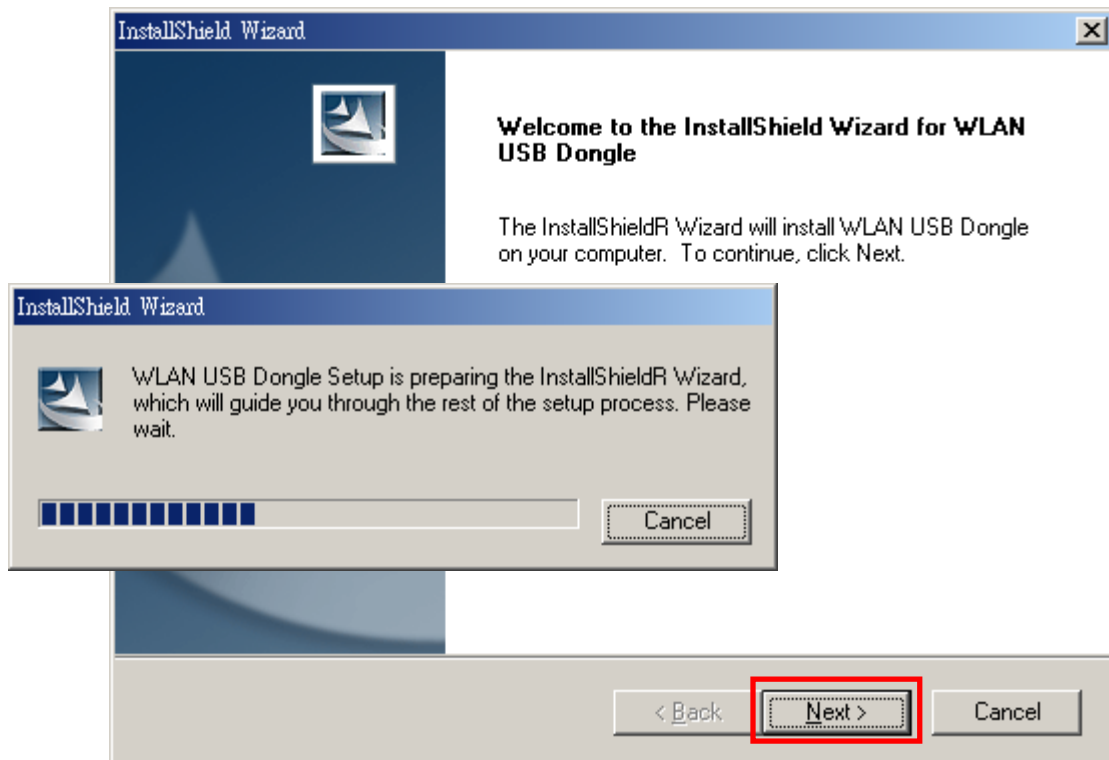 InstallShield Wizard
Welcome to the InstallShield Wizard for WLAN
USB Dongle
The InstallShieldR Wizard will install WLAN USB Dongle
on your computer.  To continue, click Next.
InstallShield Wizard
WLAN USB Dongle Setup is preparing the InstallShieldR Wizard,
which will guide you through the rest of the setup process. Please
wait.
Cancel
< Back
Next >
Cancel